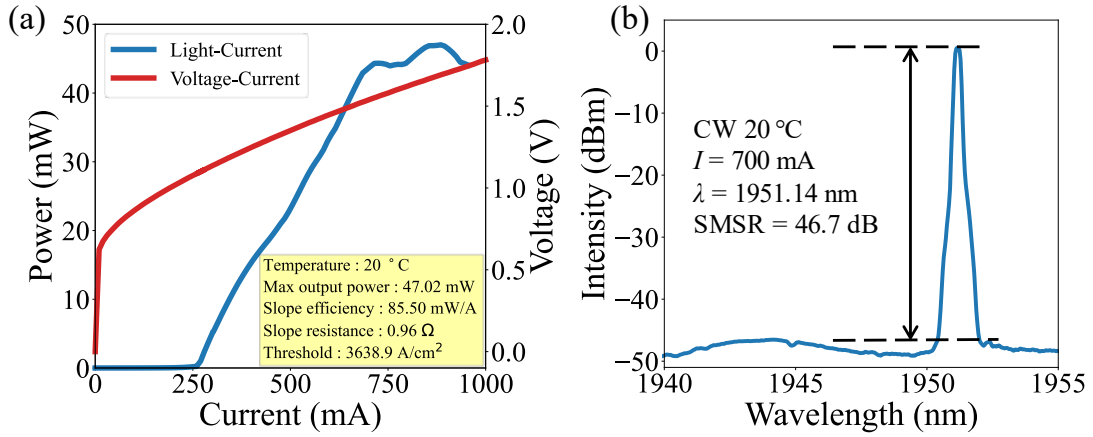 (a)
50
40
30
20
10
0
Power (mW)
Light-Current
Voltage-Current
2.0
1.5
1.0
0.5
0.0
Voltage (V)
Temperature : 20 °C
Max output power : 47.02 mW
Slope efficiency : 85.50 mW/A
Slope resistance : 0.96 Ω
Threshold : 3638.9 A/cm²
0 250 500 750 1000
Current (mA)
(b)
0
−10
−20
−30
−40
−50
Intensity (dBm)
CW 20 °C
I = 700 mA
λ = 1951.14 nm
SMSR = 46.7 dB
1940 1945 1950 1955
Wavelength (nm)